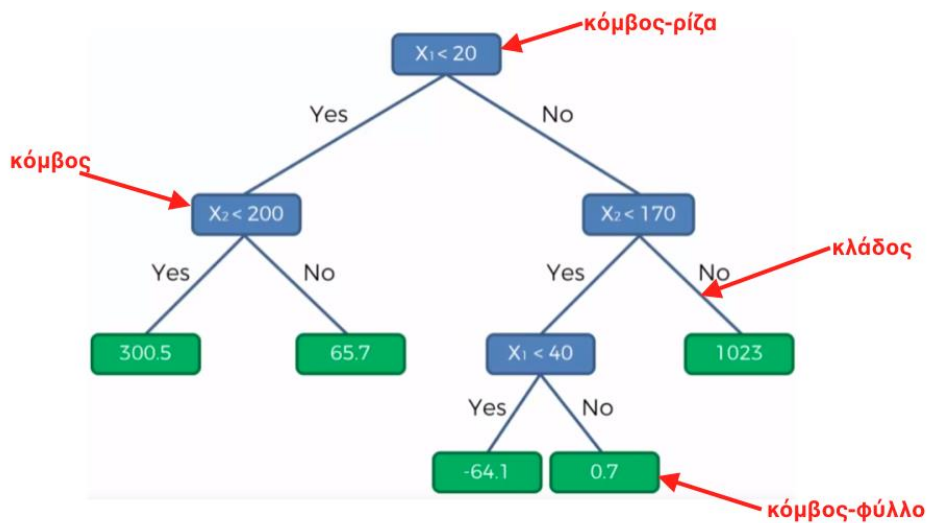 κόμβος-ρίζα
X₁ < 20
Yes
No
κόμβος
X₂ < 200
X₂ < 170
κλάδος
Yes
No
Yes
No
300.5
65.7
X₁ < 40
1023
Yes
No
-64.1
0.7
κόμβος-φύλλο